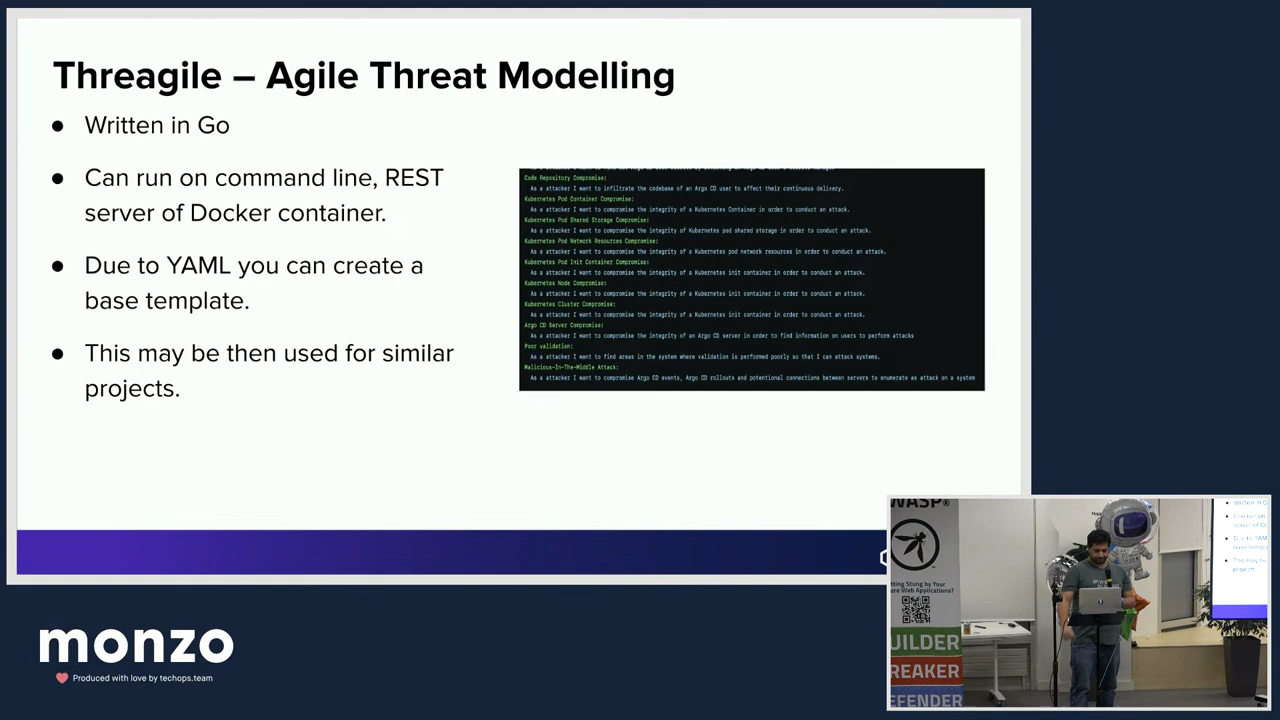 Threagile – Agile Threat Modelling
● Written in Go
● Can run on command line, REST
server of Docker container.
● Due to YAML you can create a
base template.
● This may be then used for similar
projects.
Code Repository Compromise:
As a attacker I want to infiltrate the codebase of an Argo CD user to affect their continuous delivery.
Kubernetes Pod Container Compromise:
As a attacker I want to compromise the integrity of a Kubernetes Container in order to conduct an attack.
Kubernetes Pod Shared Storage Compromise:
As a attacker I want to compromise the integrity of Kubernetes pod shared storage in order to conduct an attack.
Kubernetes Pod Network Resources Compromise:
As a attacker I want to compromise the integrity of a Kubernetes pod network resources in order to conduct an attack.
Kubernetes Pod Init Container Compromise:
As a attacker I want to compromise the integrity of a Kubernetes init container in order to conduct an attack.
Kubernetes Node Compromise:
As a attacker I want to compromise the integrity of a Kubernetes init container in order to conduct an attack.
Kubernetes Cluster Compromise:
As a attacker I want to compromise the integrity of a Kubernetes init container in order to conduct an attack.
Argo CD Server Compromise:
As a attacker I want to compromise the integrity of an Argo CD server in order to find information on users to perform attacks
Poor validation:
As a attacker I want to find areas in the system where validation is performed poorly so that I can attack systems.
Malicious-In-The-Middle Attack:
As a attacker I want to compromise Argo CD events, Argo CD rollouts and potentional connections between servers to enumerate as attack on a system
monzo
Produced with love by techops.team
WASP®
tting Stung by Your
ure Web Applications?
UILDER
REAKER
EFENDER